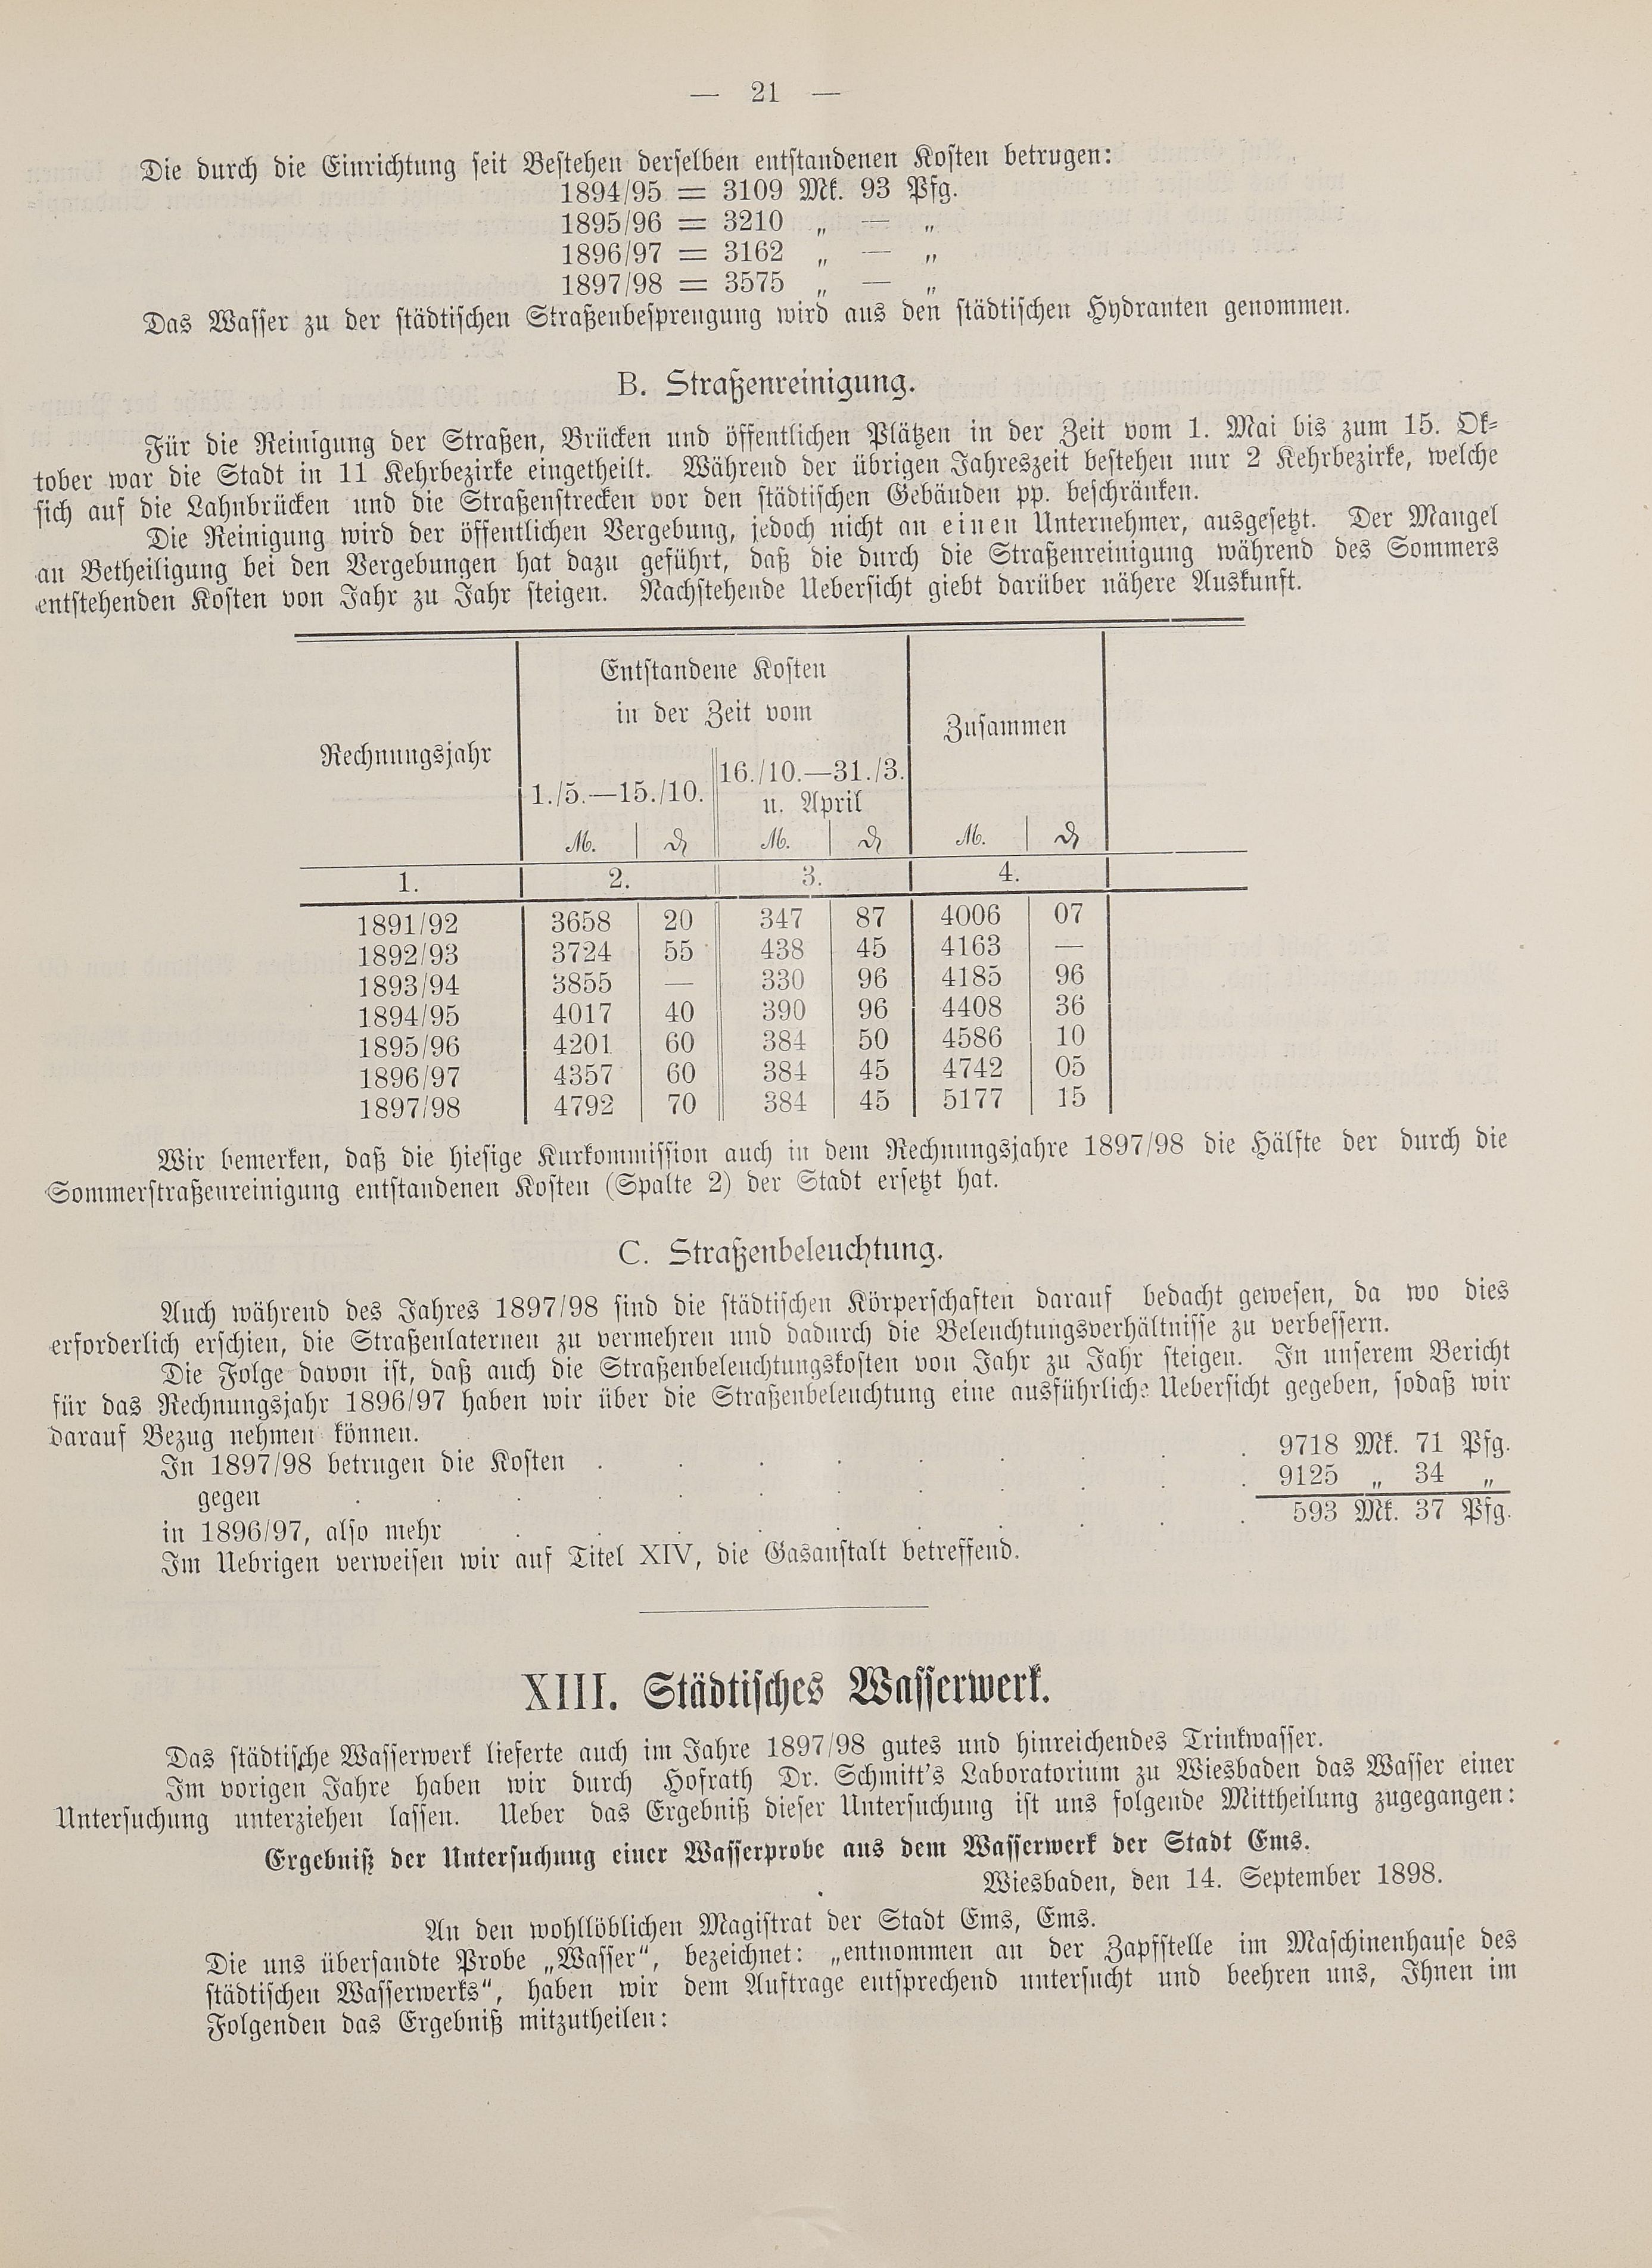 — 21 —
Die durch die Einrichtung seit Bestehen derselben entstandenen Kosten betrugen:
1894/95 = 3109 Mk. 93 Pfg.
1895/96 = 3210 „ — „
1896/97 = 3162 „ — „
1897/98 = 3575 „ — „
Das Wasser zu der städtischen Straßenbesprengung wird aus den städtischen Hydranten genommen.
B. Straßenreinigung.
Für die Reinigung der Straßen, Brücken und öffentlichen Plätzen in der Zeit vom 1. Mai bis zum 15. Ok-
tober war die Stadt in 11 Kehrbezirke eingetheilt. Während der übrigen Jahreszeit bestehen nur 2 Kehrbezirke, welche
sich auf die Lahnbrücken und die Straßenstrecken vor den städtischen Gebäuden pp. beschränken.
Die Reinigung wird der öffentlichen Vergebung, jedoch nicht an einen Unternehmer, ausgesetzt. Der Mangel
an Betheiligung bei den Vergebungen hat dazu geführt, daß die durch die Straßenreinigung während des Sommers
entstehenden Kosten von Jahr zu Jahr steigen. Nachstehende Uebersicht giebt darüber nähere Auskunft.
Entstandene Kosten
in der Zeit vom
Zusammen
Rechnungsjahr
1./5.—15./10.
16./10.—31./3.
u. April
M. ₰ M. ₰ M. ₰
1. 2. 3. 4.
1891/92 3658 20 347 87 4006 07
1892/93 3724 55 438 45 4163 —
1893/94 3855 — 330 96 4185 96
1894/95 4017 40 390 96 4408 36
1895/96 4201 60 384 50 4586 10
1896/97 4357 60 384 45 4742 05
1897/98 4792 70 384 45 5177 15
Wir bemerken, daß die hiesige Kurkommission auch in dem Rechnungsjahre 1897/98 die Hälfte der durch die
Sommerstraßenreinigung entstandenen Kosten (Spalte 2) der Stadt ersetzt hat.
C. Straßenbeleuchtung.
Auch während des Jahres 1897/98 sind die städtischen Körperschaften darauf bedacht gewesen, da wo dies
erforderlich erschien, die Straßenlaternen zu vermehren und dadurch die Beleuchtungsverhältnisse zu verbessern.
Die Folge davon ist, daß auch die Straßenbeleuchtungskosten von Jahr zu Jahr steigen. In unserem Bericht
für das Rechnungsjahr 1896/97 haben wir über die Straßenbeleuchtung eine ausführliche Uebersicht gegeben, sodaß wir
darauf Bezug nehmen können.
In 1897/98 betrugen die Kosten . . . . . . . . . 9718 Mk. 71 Pfg.
gegen . . . . . . . . . . . . 9125 „ 34 „
in 1896/97, also mehr . . . . . . . . . . 593 Mk. 37 Pfg.
Im Uebrigen verweisen wir auf Titel XIV, die Gasanstalt betreffend.
XIII. Städtisches Wasserwerk.
Das städtische Wasserwerk lieferte auch im Jahre 1897/98 gutes und hinreichendes Trinkwasser.
Im vorigen Jahre haben wir durch Hofrath Dr. Schmitt's Laboratorium zu Wiesbaden das Wasser einer
Untersuchung unterziehen lassen. Ueber das Ergebniß dieser Untersuchung ist uns folgende Mittheilung zugegangen:
Ergebniß der Untersuchung einer Wasserprobe aus dem Wasserwerk der Stadt Ems.
Wiesbaden, den 14. September 1898.
An den wohllöblichen Magistrat der Stadt Ems, Ems.
Die uns übersandte Probe „Wasser“, bezeichnet: „entnommen an der Zapfstelle im Maschinenhause des
städtischen Wasserwerks“, haben wir dem Auftrage entsprechend untersucht und beehren uns, Ihnen im
Folgenden das Ergebniß mitzutheilen: